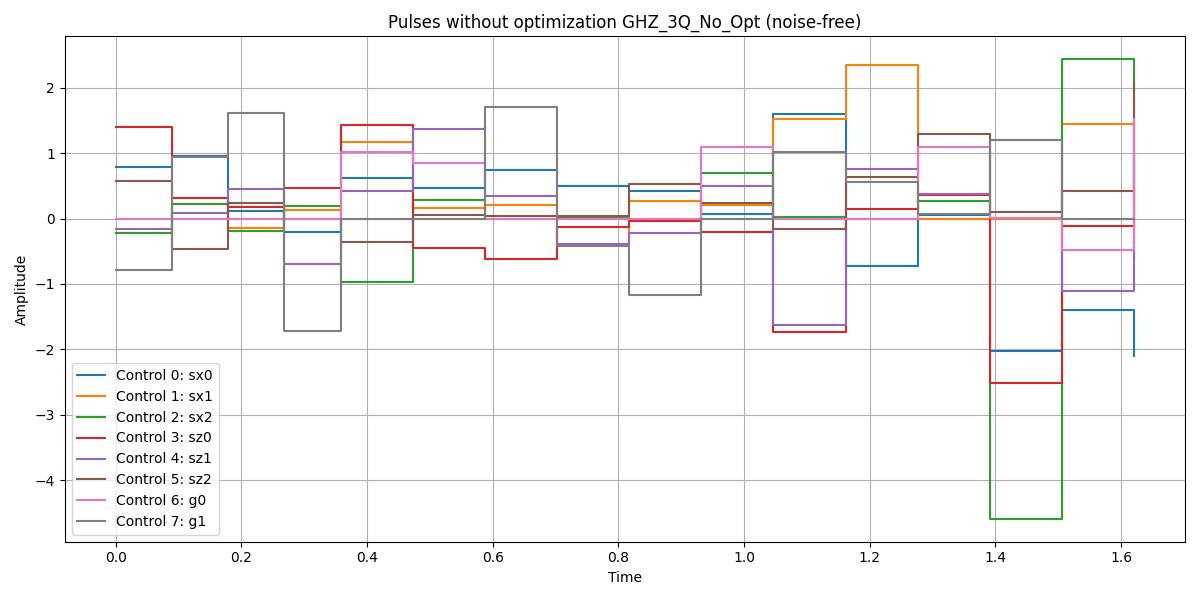 Pulses without optimization GHZ_3Q_No_Opt (noise-free)
Amplitude
2
1
0
−1
−2
−3
−4
Control 0: sx0
Control 1: sx1
Control 2: sx2
Control 3: sz0
Control 4: sz1
Control 5: sz2
Control 6: g0
Control 7: g1
0.0 0.2 0.4 0.6 0.8 1.0 1.2 1.4 1.6
Time